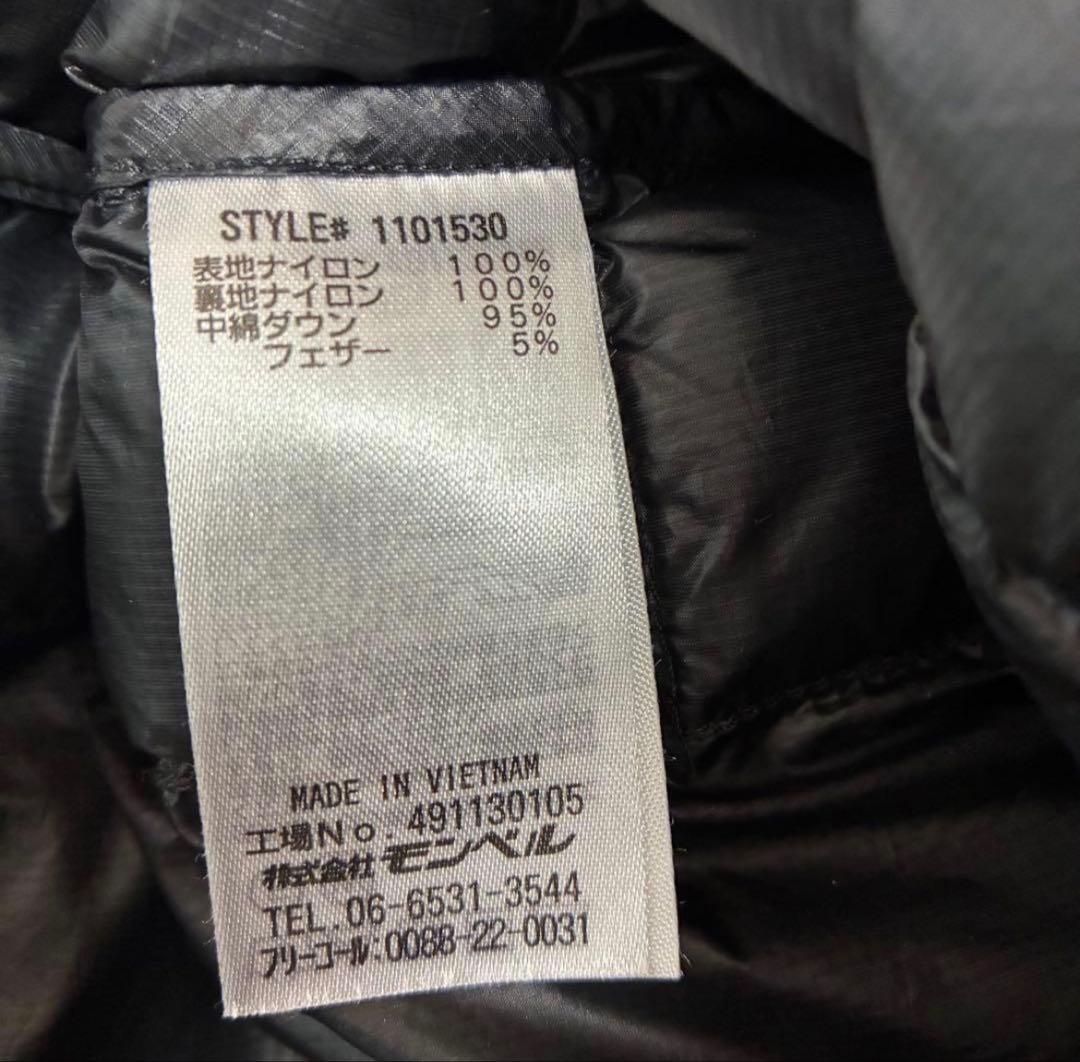 STYLE# 1101530
表地ナイロン 100%
裏地ナイロン 100%
中綿ダウン 95%
フェザー 5%
MADE IN VIETNAM
工場No. 491130105
株式会社モンベル
TEL. 06-6531-3544
フリーコール:0088-22-0031